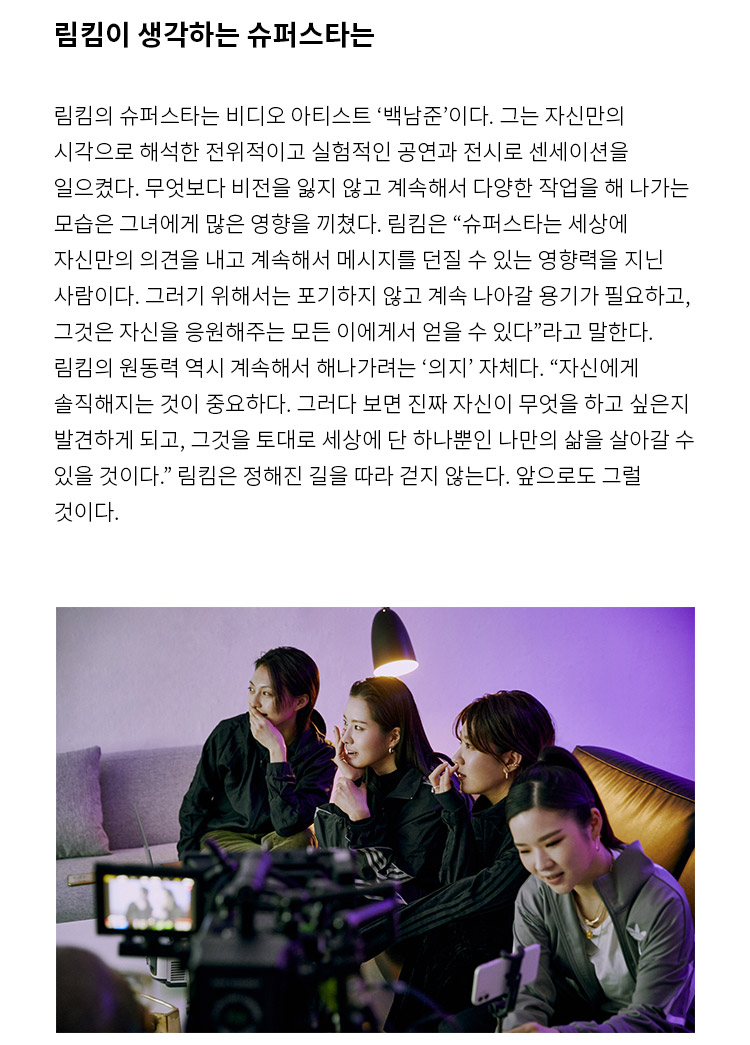 림킴이 생각하는 슈퍼스타는
림킴의 슈퍼스타는 비디오 아티스트 ‘백남준’이다. 그는 자신만의
시각으로 해석한 전위적이고 실험적인 공연과 전시로 센세이션을
일으켰다. 무엇보다 비전을 잃지 않고 계속해서 다양한 작업을 해 나가는
모습은 그녀에게 많은 영향을 끼쳤다. 림킴은 “슈퍼스타는 세상에
자신만의 의견을 내고 계속해서 메시지를 던질 수 있는 영향력을 지닌
사람이다. 그러기 위해서는 포기하지 않고 계속 나아갈 용기가 필요하고,
그것은 자신을 응원해주는 모든 이에게서 얻을 수 있다”라고 말한다.
림킴의 원동력 역시 계속해서 해나가려는 ‘의지’ 자체다. “자신에게
솔직해지는 것이 중요하다. 그러다 보면 진짜 자신이 무엇을 하고 싶은지
발견하게 되고, 그것을 토대로 세상에 단 하나뿐인 나만의 삶을 살아갈 수
있을 것이다.” 림킴은 정해진 길을 따라 걷지 않는다. 앞으로도 그럴
것이다.